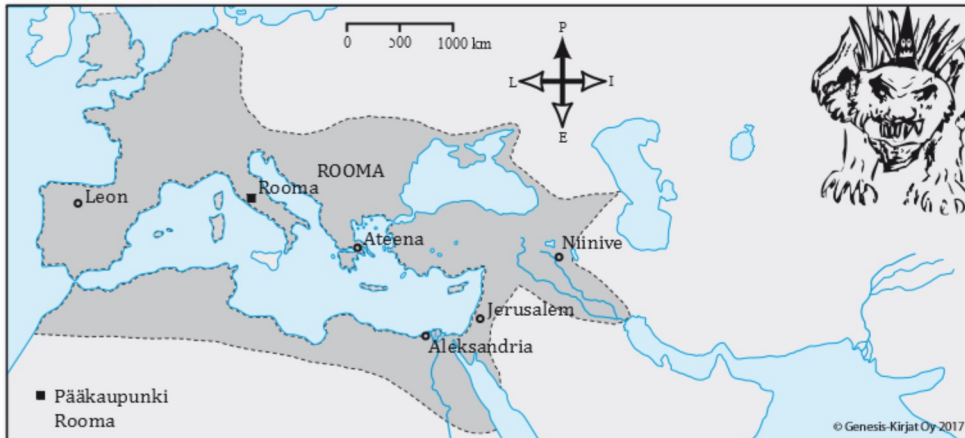 0 500 1000 km
P
L I
E
ROOMA
Rooma
Leon
Ateena
Niinive
Jerusalem
Aleksandria
Pääkaupunki
Rooma
© Genesis-Kirjat Oy 2017